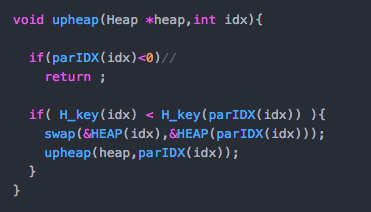 void upheap(Heap *heap,int idx){
if(parIDX(idx)<0)//
return ;
if( H_key(idx) < H_key(parIDX(idx)) ){
swap(&HEAP(idx),&HEAP(parIDX(idx)));
upheap(heap,parIDX(idx));
}
}